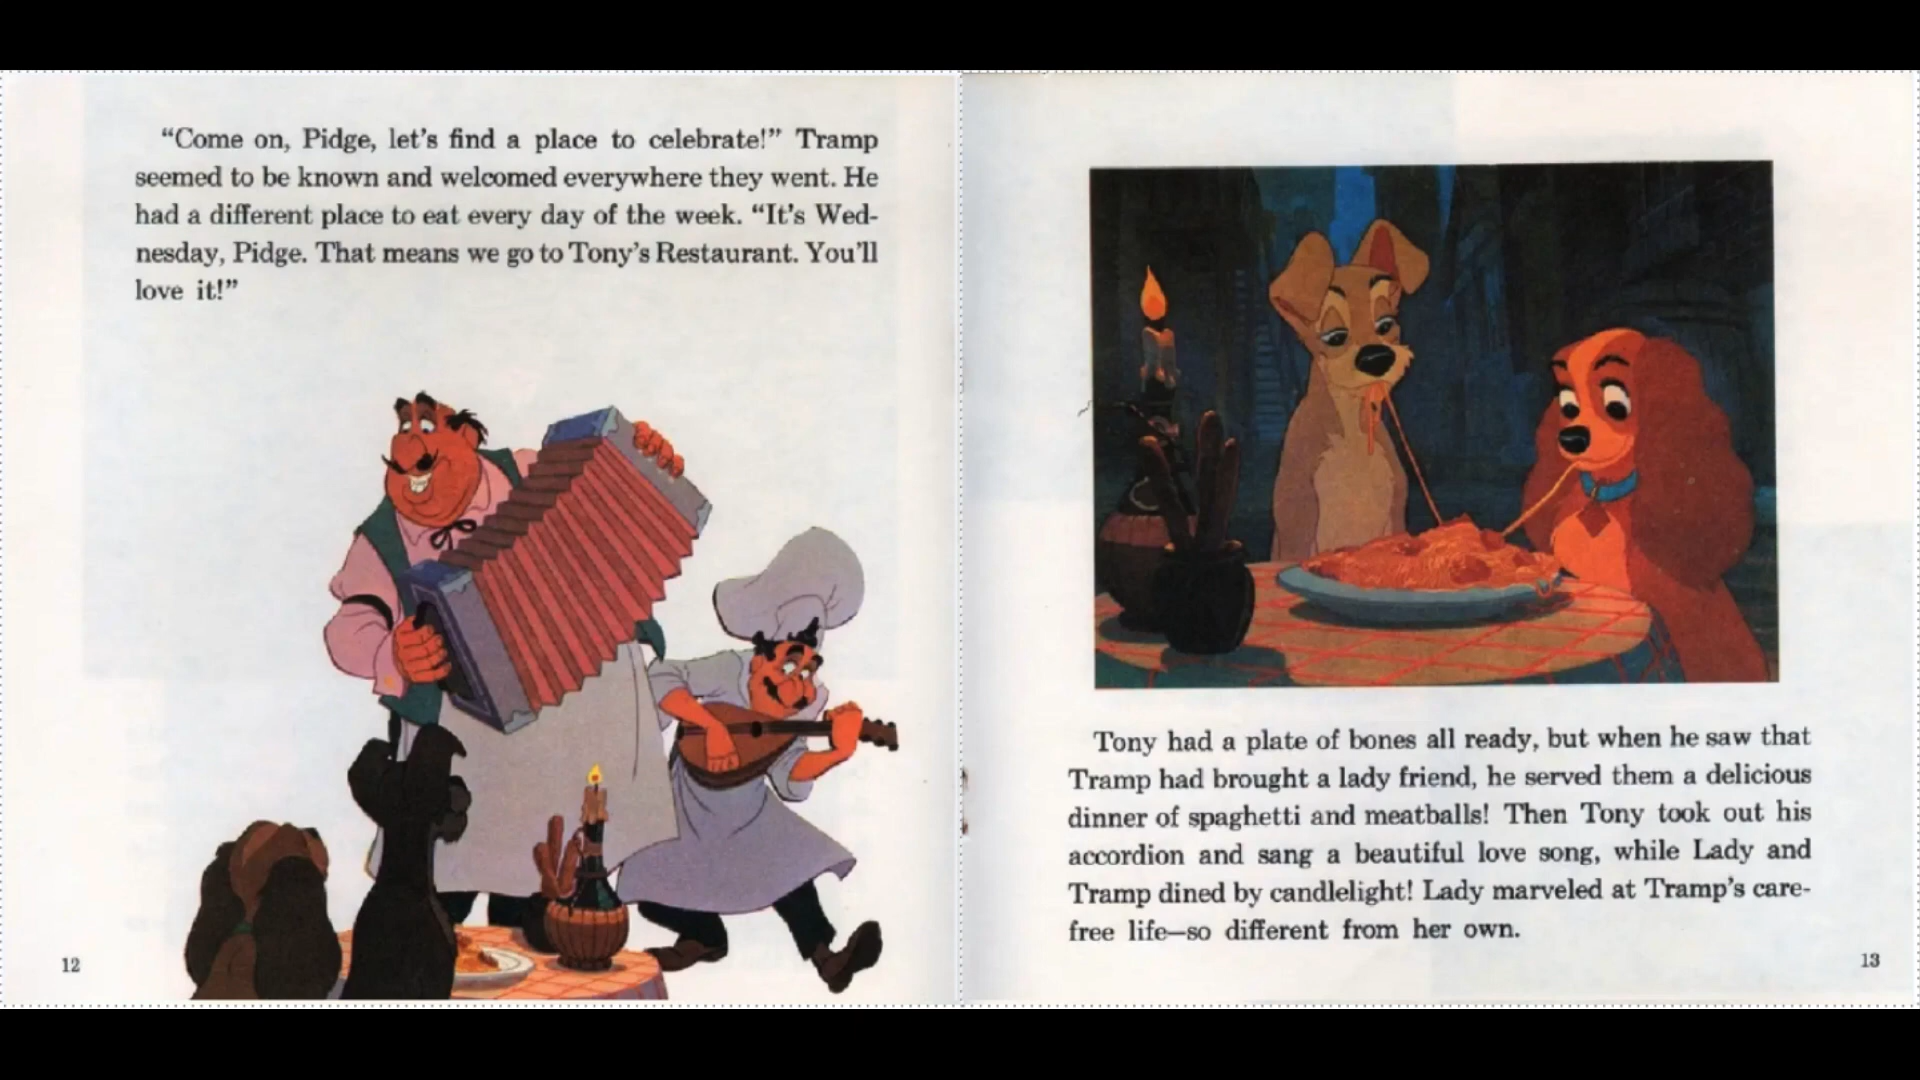 “Come on, Pidge, let’s find a place to celebrate!” Tramp
seemed to be known and welcomed everywhere they went. He
had a different place to eat every day of the week. “It’s Wed-
nesday, Pidge. That means we go to Tony’s Restaurant. You’ll
love it!”
12
Tony had a plate of bones all ready, but when he saw that
Tramp had brought a lady friend, he served them a delicious
dinner of spaghetti and meatballs! Then Tony took out his
accordion and sang a beautiful love song, while Lady and
Tramp dined by candlelight! Lady marveled at Tramp’s care-
free life—so different from her own.
13